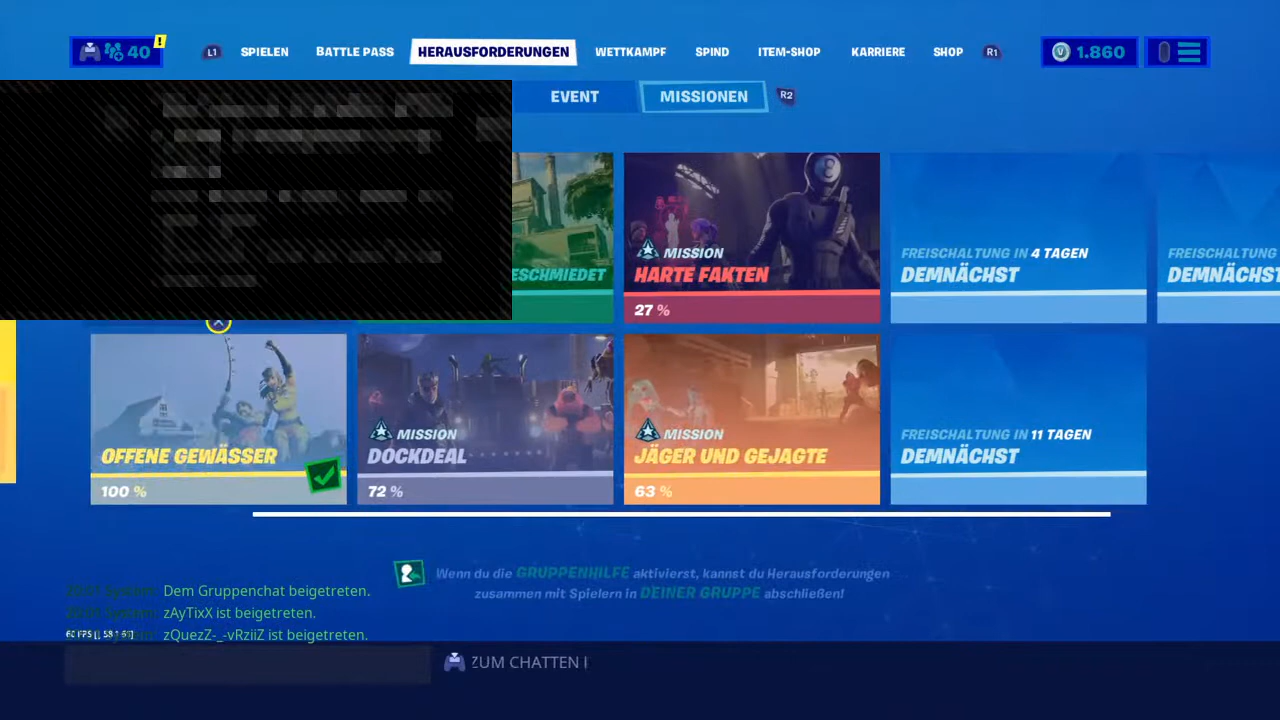 40 !
L1 SPIELEN BATTLE PASS HERAUSFORDERUNGEN WETTKAMPF SPIND ITEM-SHOP KARRIERE SHOP R1
1.860
EVENT MISSIONEN R2
ESCHMIEDET
MISSION
HARTE FAKTEN
27 %
FREISCHALTUNG IN 4 TAGEN
DEMNÄCHST
FREISCHALTUNG
DEMNÄCHST
OFFENE GEWÄSSER
100 %
MISSION
DOCKDEAL
72 %
MISSION
JÄGER UND GEJAGTE
63 %
FREISCHALTUNG IN 11 TAGEN
DEMNÄCHST
Wenn du die GRUPPENHILFE aktivierst, kannst du Herausforderungen
zusammen mit Spielern in DEINER GRUPPE abschließen!
Dem Gruppenchat beigetreten.
zAyTixX ist beigetreten.
zQuezZ-_-vRziiZ ist beigetreten.
ZUM CHATTEN